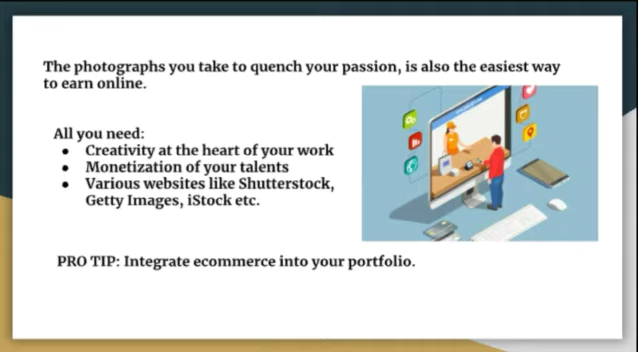 The photographs you take to quench your passion, is also the easiest way
to earn online.
All you need:
● Creativity at the heart of your work
● Monetization of your talents
● Various websites like Shutterstock,
Getty Images, iStock etc.
PRO TIP: Integrate ecommerce into your portfolio.